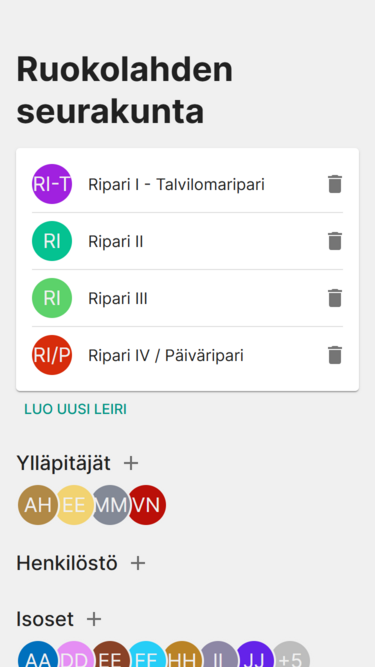 Ruokolahden
seurakunta
RI-T Ripari I - Talvilomaripari
RI Ripari II
RI Ripari III
RI/P Ripari IV / Päiväripari
LUO UUSI LEIRI
Ylläpitäjät +
AH EE MM VN
Henkilöstö +
Isoset +
AA DD EE FF HH II JJ +5